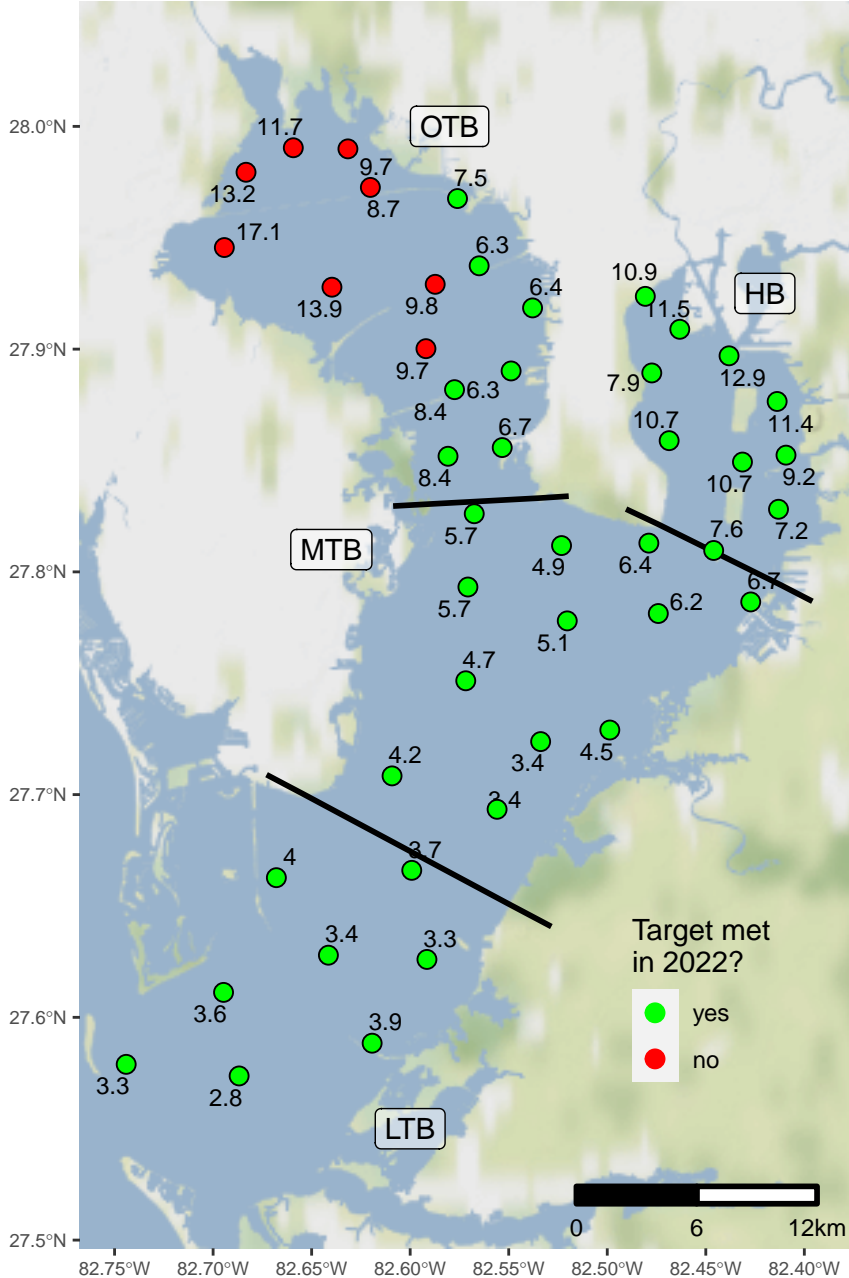 28.0°N
11.7
OTB
9.7
13.2
8.7
7.5
17.1
6.3
10.9
HB
13.9
9.8
6.4
11.5
27.9°N
9.7
6.3
7.9
12.9
8.4
11.4
8.4
6.7
10.7
10.7
9.2
MTB
5.7
7.6
7.2
27.8°N
4.9
6.4
6.7
5.7
5.1
6.2
4.7
4.2
3.4
4.5
27.7°N
3.4
4
3.7
3.4
3.3
Target met
in 2022?
3.6
yes
27.6°N
3.9
no
3.3
2.8
LTB
0 6 12km
27.5°N
82.75°W 82.70°W 82.65°W 82.60°W 82.55°W 82.50°W 82.45°W 82.40°W